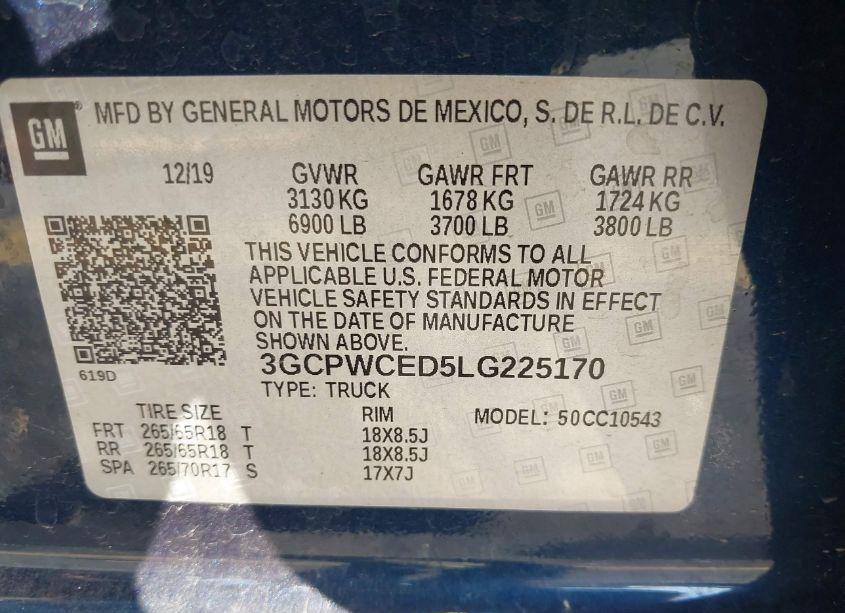 GM MFD BY GENERAL MOTORS DE MEXICO, S. DE R.L. DE C.V.
12/19 GVWR GAWR FRT GAWR RR
3130 KG 1678 KG 1724 KG
6900 LB 3700 LB 3800 LB
THIS VEHICLE CONFORMS TO ALL
APPLICABLE U.S. FEDERAL MOTOR
VEHICLE SAFETY STANDARDS IN EFFECT
ON THE DATE OF MANUFACTURE
SHOWN ABOVE.
619D
3GCPWCED5LG225170
TYPE: TRUCK
TIRE SIZE RIM MODEL: 50CC10543
FRT 265/65R18 T 18X8.5J
RR 265/65R18 T 18X8.5J
SPA 265/70R17 S 17X7J